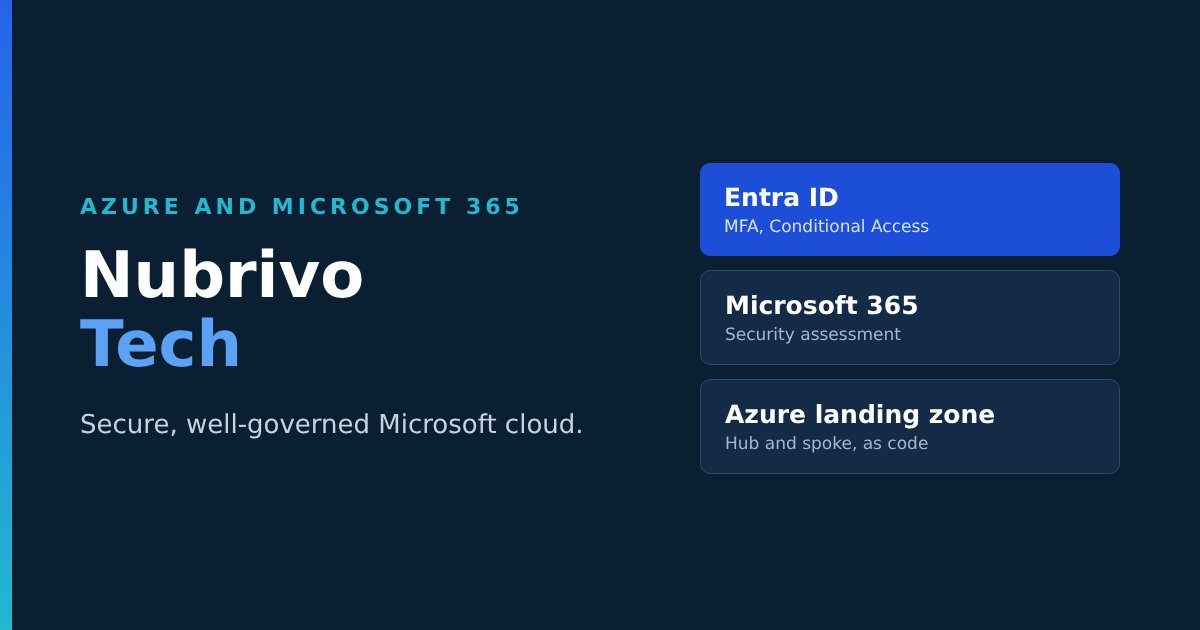 AZURE AND MICROSOFT 365
Nubrivo
Tech
Secure, well-governed Microsoft cloud.
Entra ID
MFA, Conditional Access
Microsoft 365
Security assessment
Azure landing zone
Hub and spoke, as code